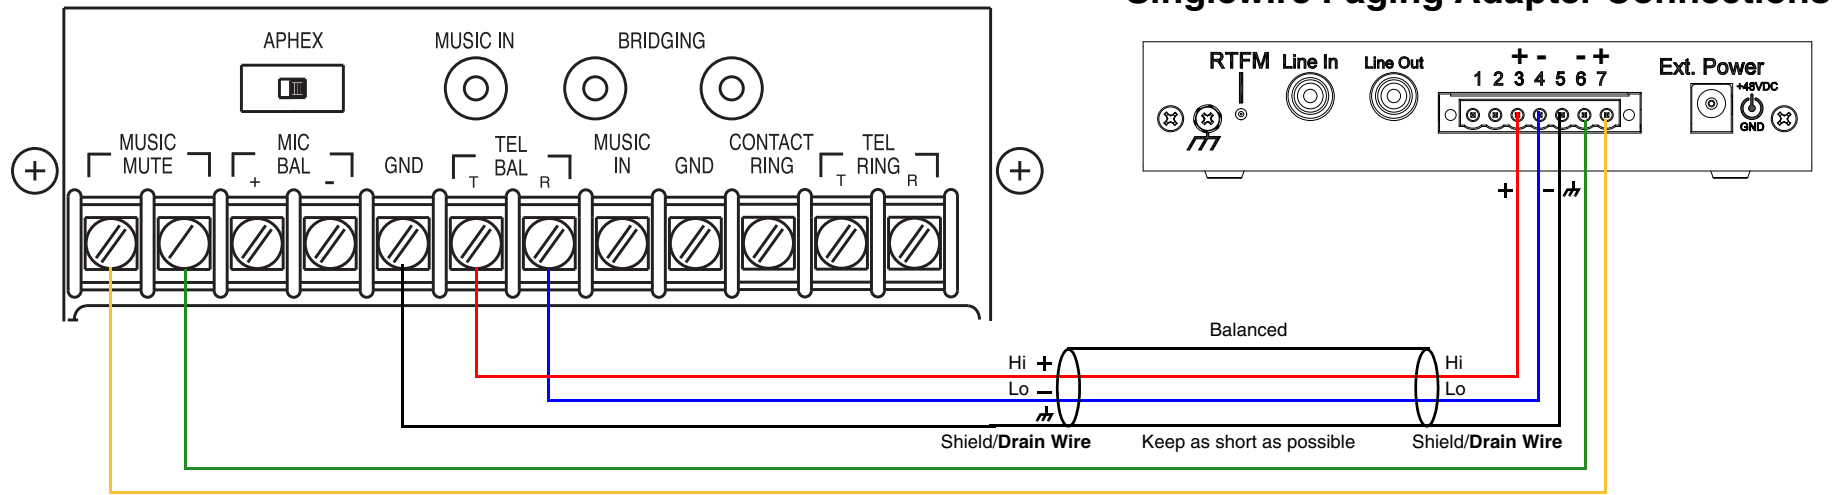 Singlewire Paging Adapter Connections
APHEX
MUSIC IN
BRIDGING
MUSIC
MUTE
MIC
BAL
+ -
GND
TEL
BAL
T R
MUSIC
IN
GND
CONTACT
RING
TEL
RING
T R
RTFM
Line In
Line Out
+ - - +
1 2 3 4 5 6 7
Ext. Power
+48VDC
GND
+ –
Balanced
Hi +
Lo –
Hi
Lo
Shield/Drain Wire
Keep as short as possible
Shield/Drain Wire